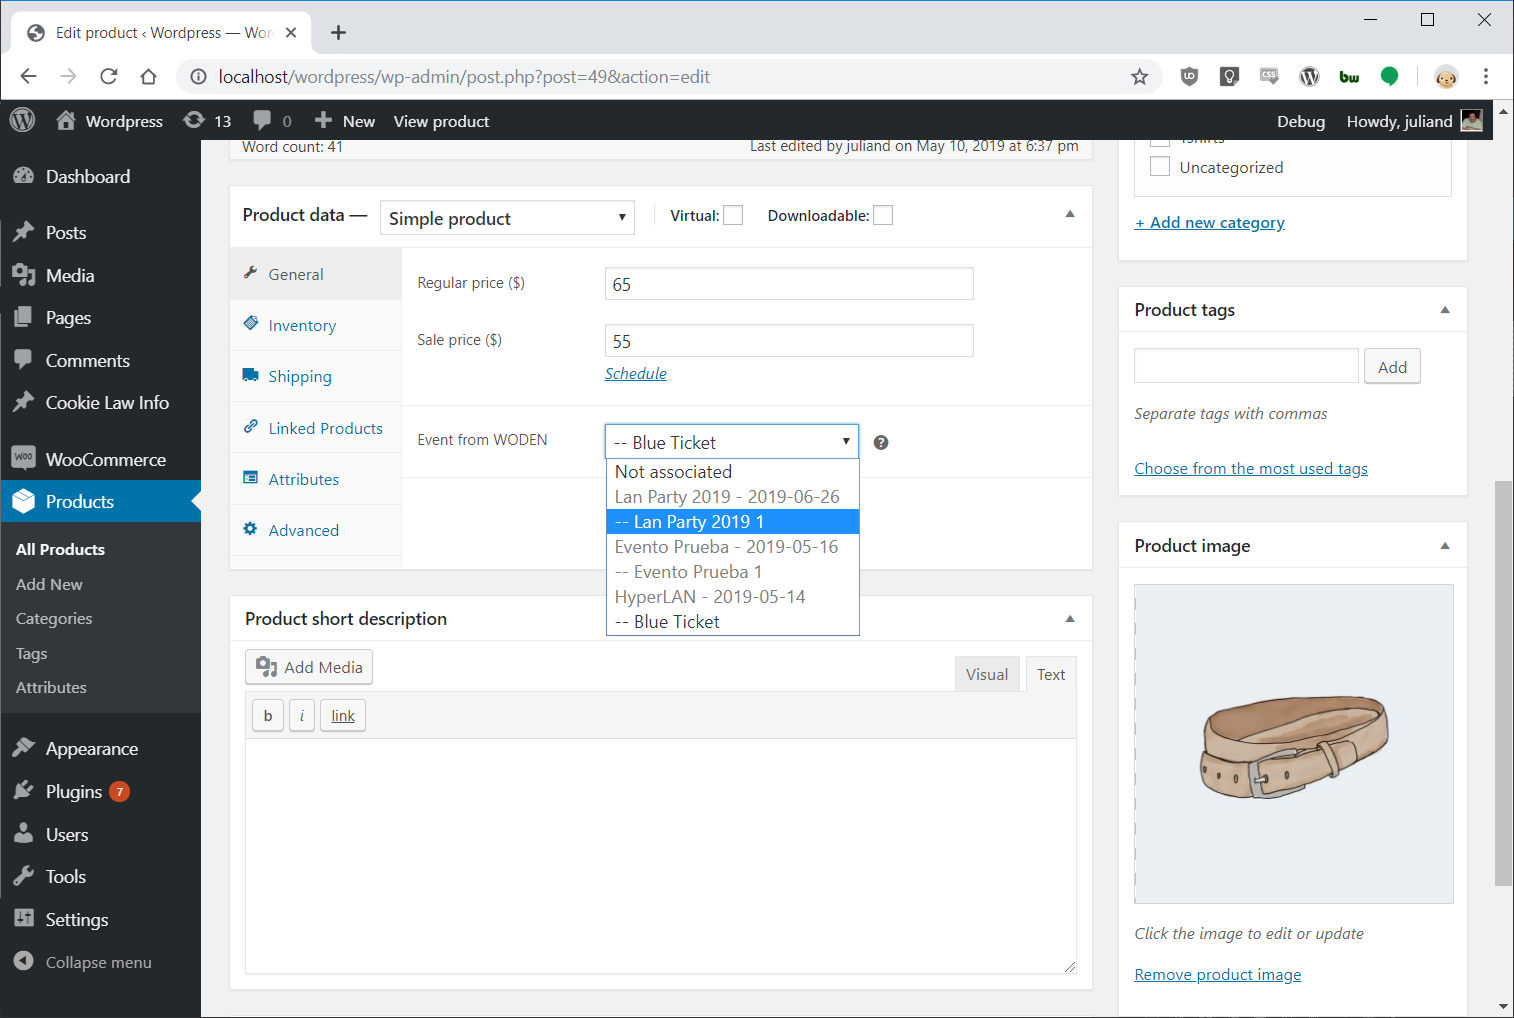 Edit product ‹ Wordpress — Wor
localhost/wordpress/wp-admin/post.php?post=49&action=edit
Wordpress
13
0
New
View product
Debug
Howdy, juliand
Dashboard
Posts
Media
Pages
Comments
Cookie Law Info
WooCommerce
Products
All Products
Add New
Categories
Tags
Attributes
Appearance
Plugins 7
Users
Tools
Settings
Collapse menu
Word count: 41
Last edited by juliand on May 10, 2019 at 6:37 pm
Product data —
Simple product
Virtual:
Downloadable:
General
Inventory
Shipping
Linked Products
Attributes
Advanced
Regular price ($)
65
Sale price ($)
55
Schedule
Event from WODEN
-- Blue Ticket
Not associated
Lan Party 2019 - 2019-06-26
-- Lan Party 2019 1
Evento Prueba - 2019-05-16
-- Evento Prueba 1
HyperLAN - 2019-05-14
-- Blue Ticket
Product short description
Add Media
Visual
Text
b
i
link
Tshirts
Uncategorized
+ Add new category
Product tags
Add
Separate tags with commas
Choose from the most used tags
Product image
Click the image to edit or update
Remove product image